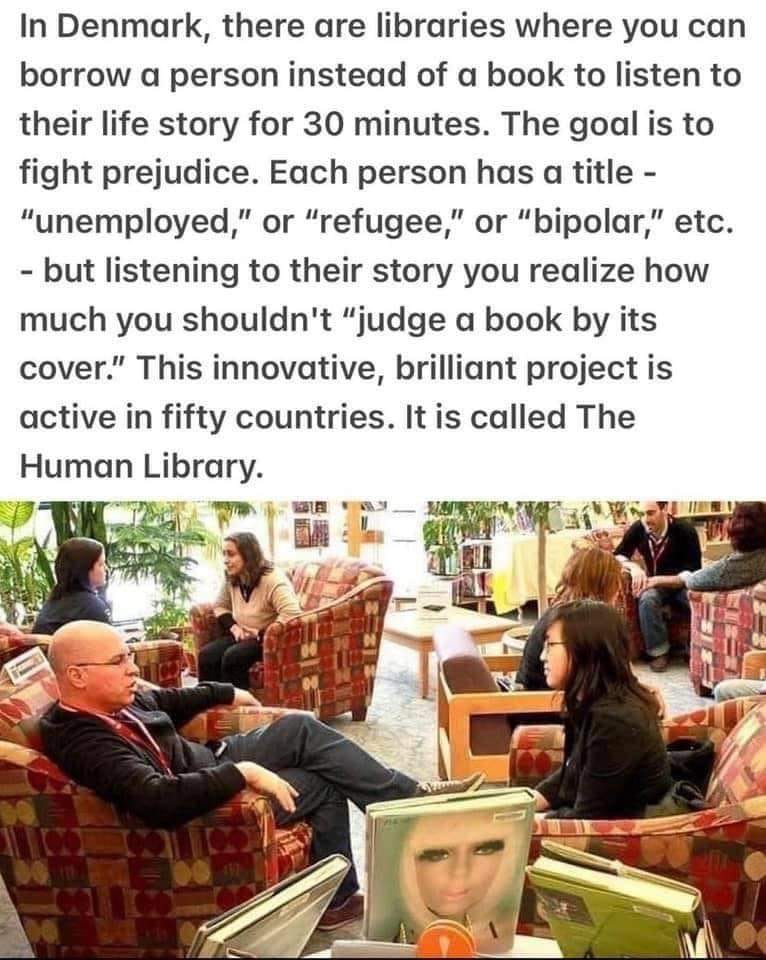 In Denmark, there are libraries where you can
borrow a person instead of a book to listen to
their life story for 30 minutes. The goal is to
fight prejudice. Each person has a title -
“unemployed,” or “refugee,” or “bipolar,” etc.
- but listening to their story you realize how
much you shouldn't “judge a book by its
cover.” This innovative, brilliant project is
active in fifty countries. It is called The
Human Library.